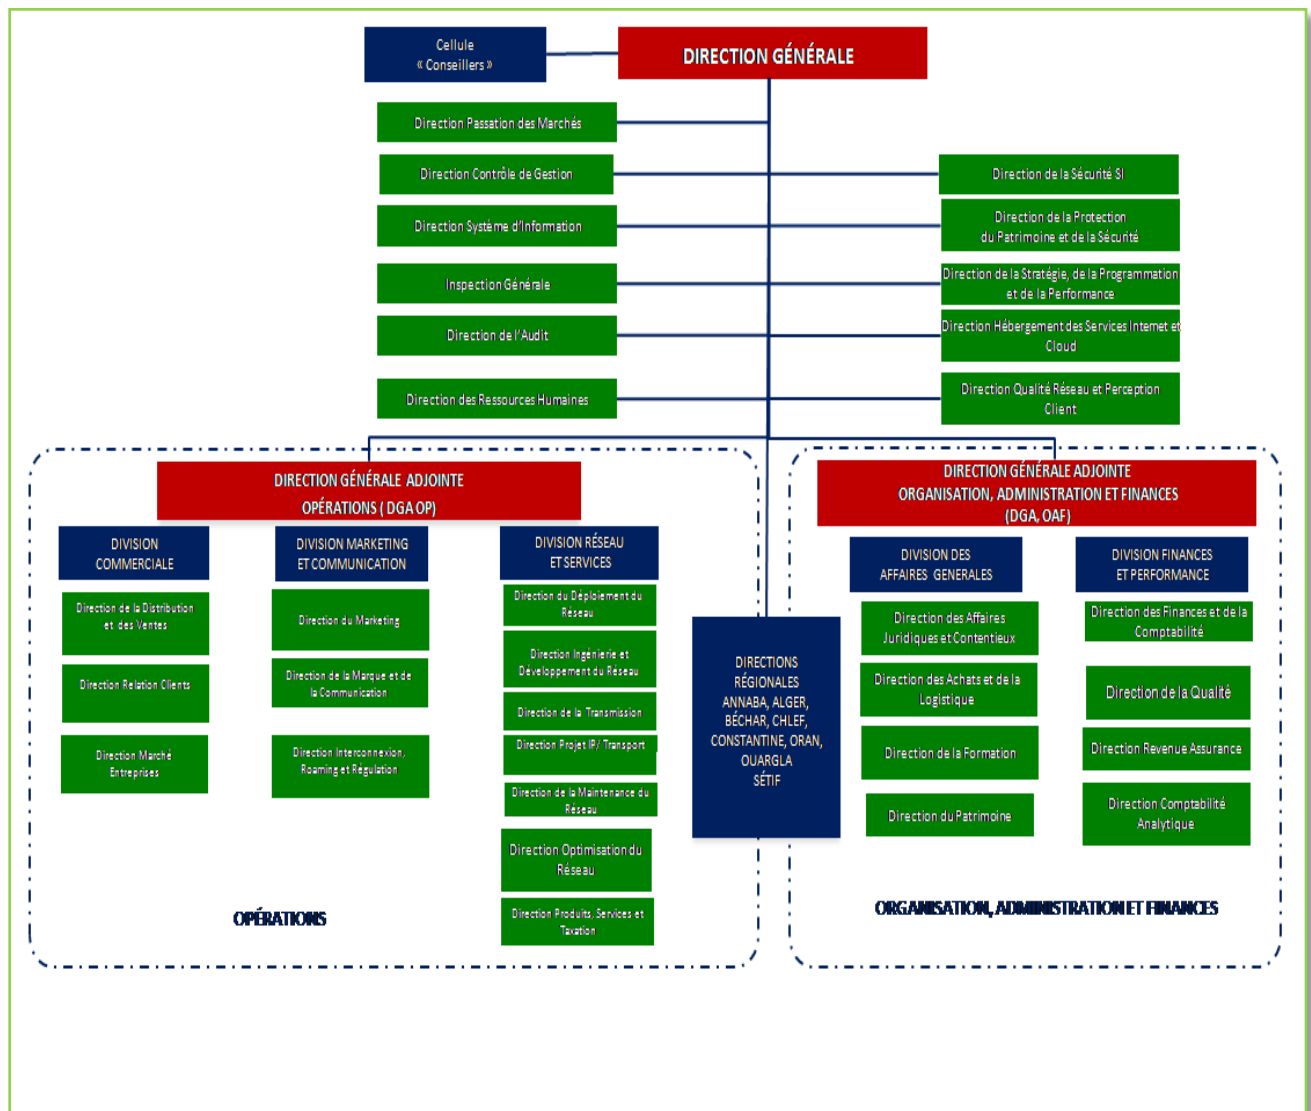 Cellule
« Conseillers »
DIRECTION GÉNÉRALE
Direction Passation des Marchés
Direction Contrôle de Gestion
Direction de la Sécurité SI
Direction Système d'Information
Direction de la Protection
du Patrimoine et de la Sécurité
Inspection Générale
Direction de la Stratégie, de la Programmation
et de la Performance
Direction de l'Audit
Direction Hébergement des Services Internet et
Cloud
Direction des Ressources Humaines
Direction Qualité Réseau et Perception
Client
DIRECTION GÉNÉRALE ADJOINTE
OPÉRATIONS ( DGA OP)
DIVISION
COMMERCIALE
Direction de la Distribution
et des Ventes
Direction Relation Clients
Direction Marché
Entreprises
DIVISION MARKETING
ET COMMUNICATION
Direction du Marketing
Direction de la Marque et de
la Communication
Direction Interconnexion,
Roaming et Régulation
DIVISION RÉSEAU
ET SERVICES
Direction du Déploiement du
Réseau
Direction Ingénierie et
Développement du Réseau
Direction de la Transmission
Direction Projet IP/ Transport
Direction de la Maintenance du
Réseau
Direction Optimisation du
Réseau
Direction Produits, Services et
Taxation
OPÉRATIONS
DIRECTIONS
RÉGIONALES
ANNABA, ALGER,
BÉCHAR, CHLEF,
CONSTANTINE, ORAN,
OUARGLA
SÉTIF
DIRECTION GÉNÉRALE ADJOINTE
ORGANISATION, ADMINISTRATION ET FINANCES
(DGA, OAF)
DIVISION DES
AFFAIRES GENERALES
Direction des Affaires
Juridiques et Contentieux
Direction des Achats et de la
Logistique
Direction de la Formation
Direction du Patrimoine
DIVISION FINANCES
ET PERFORMANCE
Direction des Finances et de la
Comptabilité
Direction de la Qualité
Direction Revenue Assurance
Direction Comptabilité
Analytique
ORGANISATION, ADMINISTRATION ET FINANCES